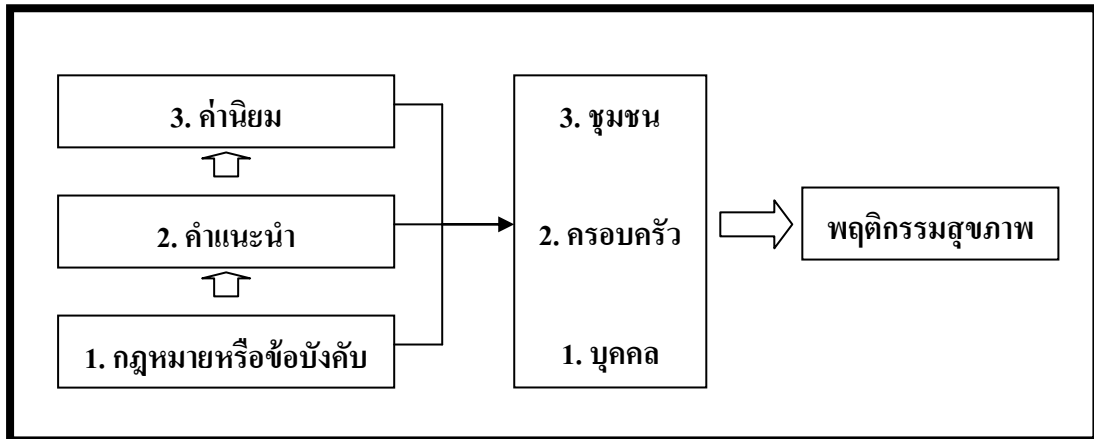 3. ค่านิยม
2. คำแนะนำ
1. กฎหมายหรือข้อบังคับ
3. ชุมชน
2. ครอบครัว
1. บุคคล
พฤติกรรมสุขภาพ